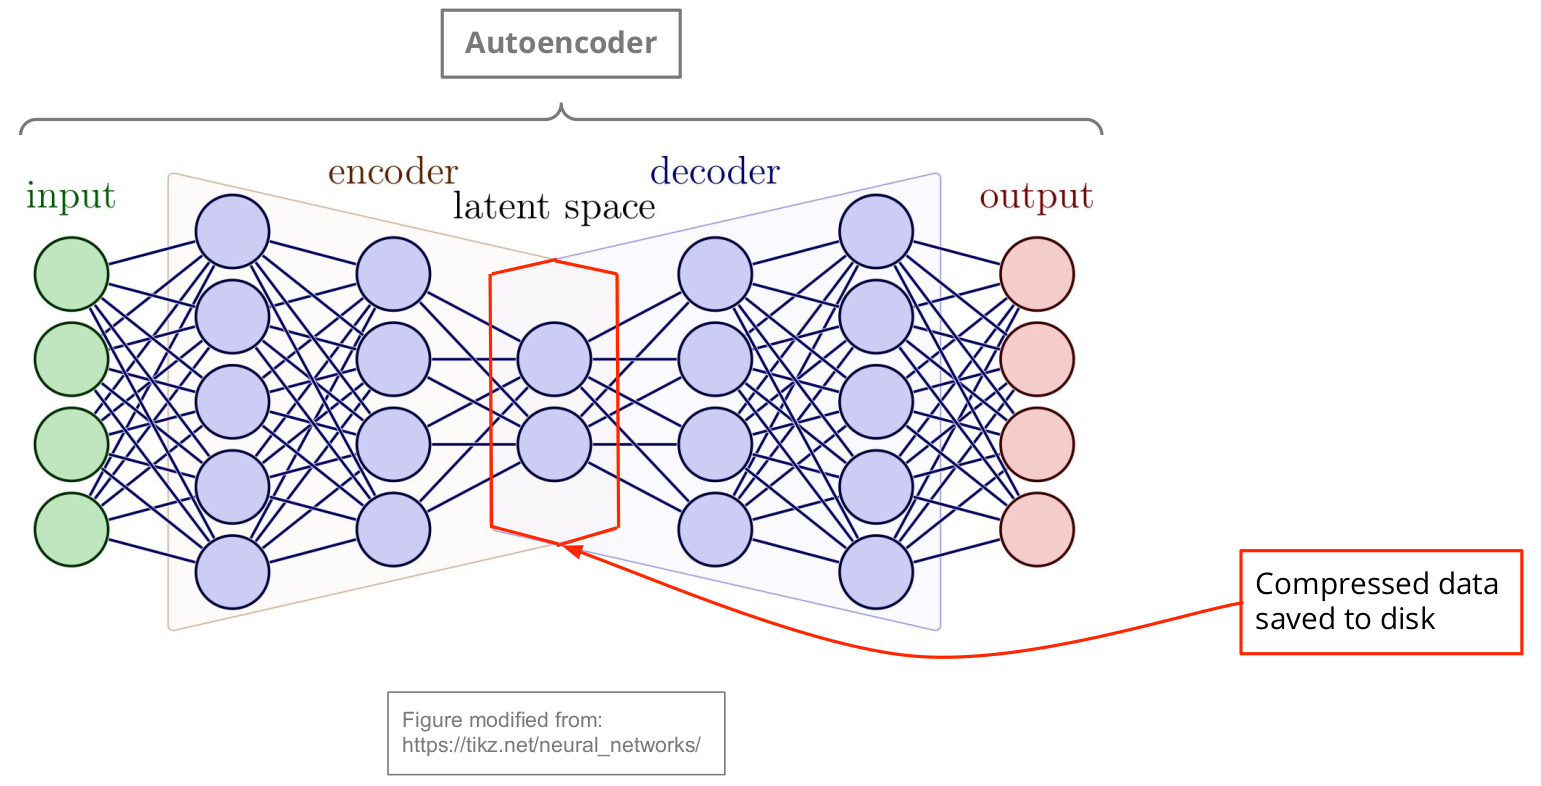 Autoencoder
encoder
decoder
input
latent space
output
Compressed data
saved to disk
Figure modified from:
https://tikz.net/neural_networks/